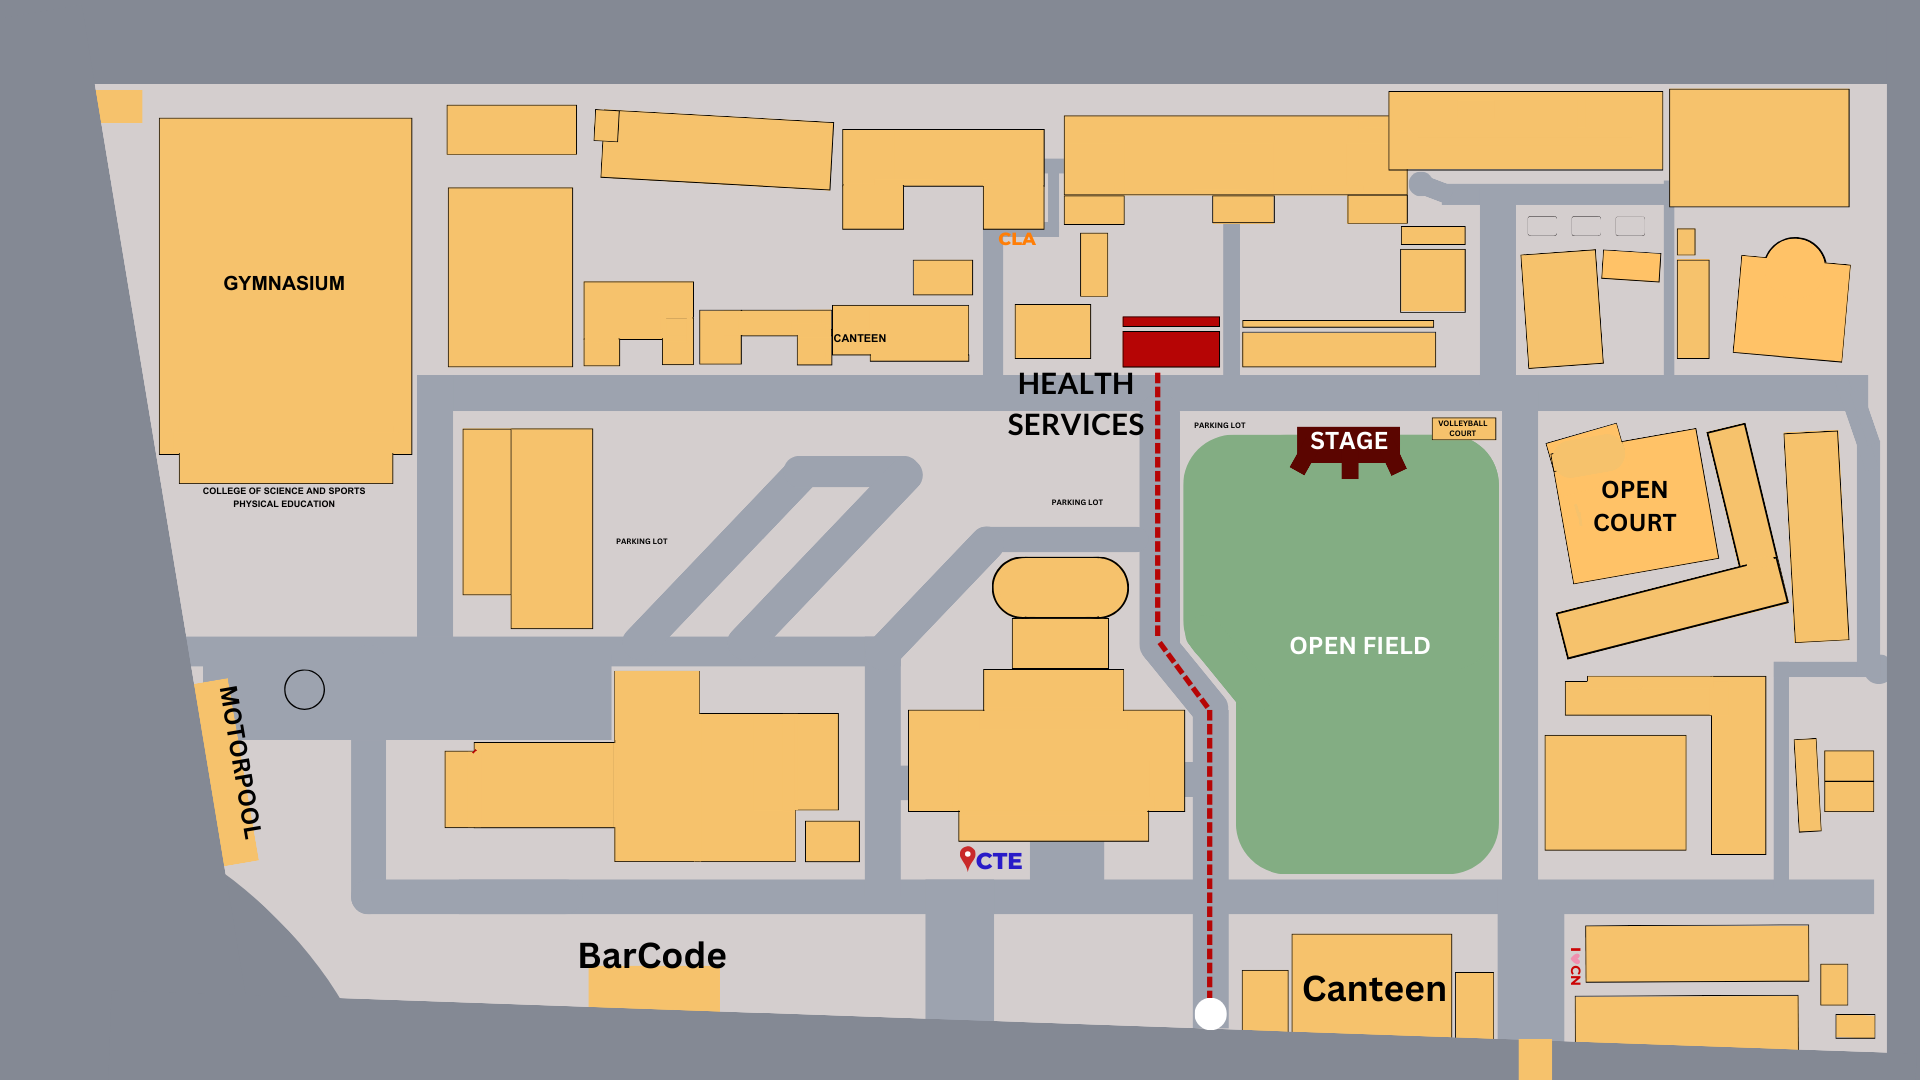 CLA
GYMNASIUM
CANTEEN
HEALTH
SERVICES
PARKING LOT
VOLLEYBALL
COURT
STAGE
COLLEGE OF SCIENCE AND SPORTS
PHYSICAL EDUCATION
PARKING LOT
OPEN
COURT
PARKING LOT
OPEN FIELD
MOTORPOOL
CTE
BarCode
Canteen
I CN